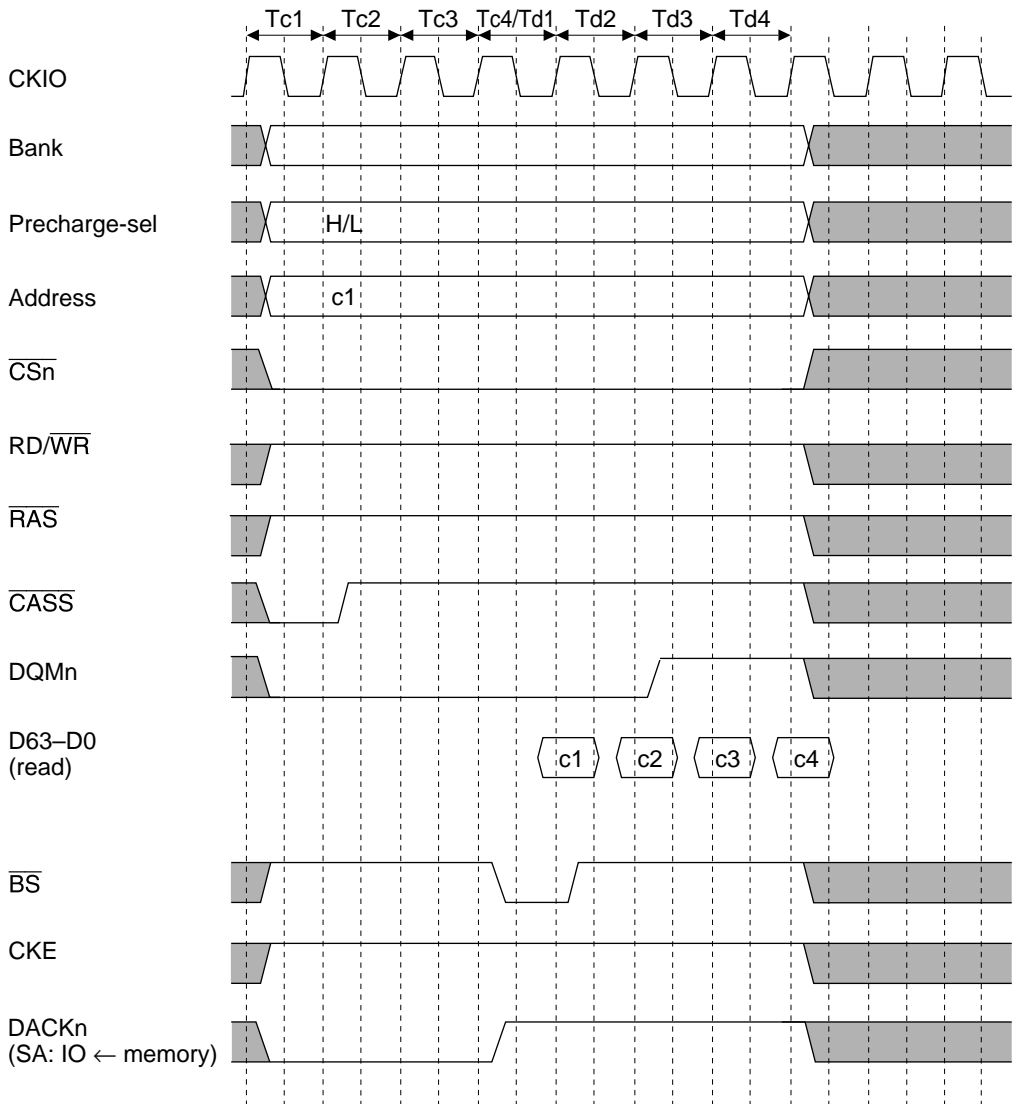 Tc1 Tc2 Tc3 Tc4/Td1 Td2 Td3 Td4
CKIO
Bank
Precharge-sel H/L
Address c1
CSn
RD/WR
RAS
CASS
DQMn
D63–D0
(read)
c1 c2 c3 c4
BS
CKE
DACKn
(SA: IO ← memory)